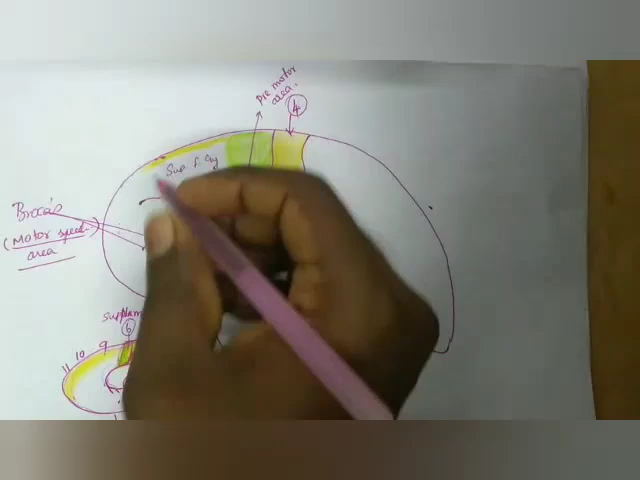 Pre motor
area.
4
Sup. f. Gy
Broca's
(Motor speech
area
6
9
10
11